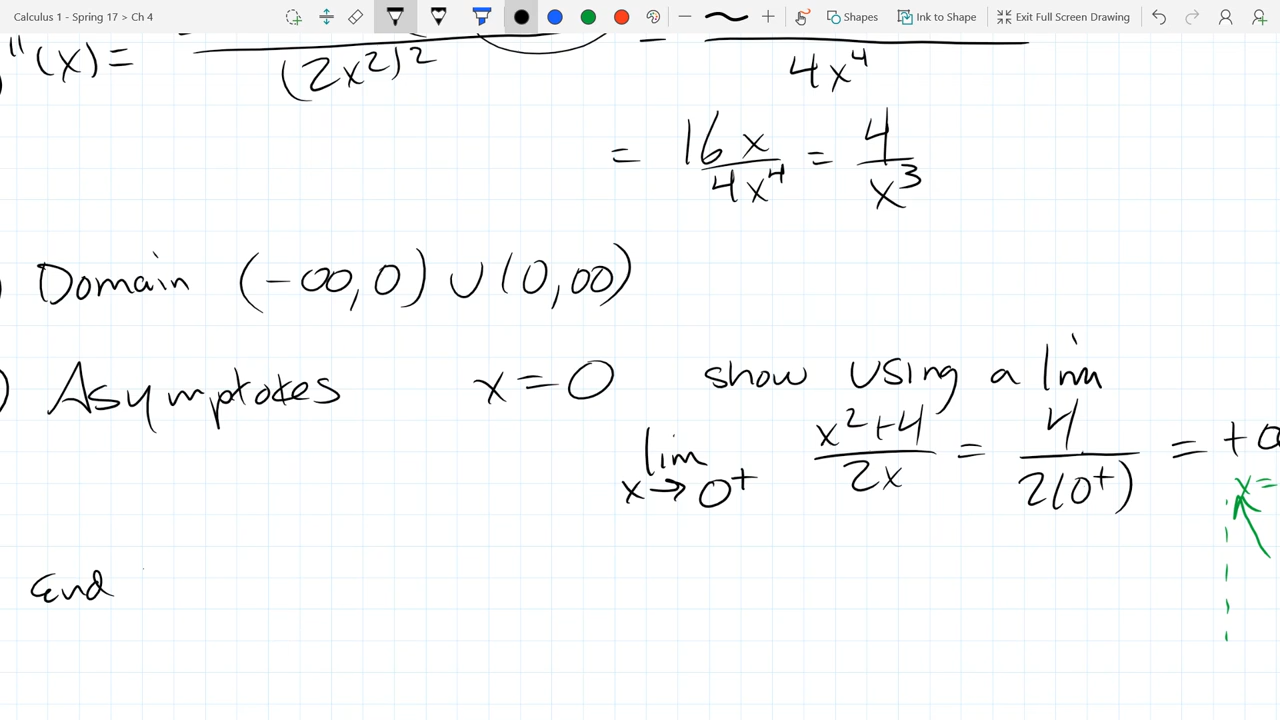 Calculus 1 - Spring 17 > Ch 4
Shapes
Ink to Shape
Exit Full Screen Drawing
"(x) =
(2x²)²
=
4x⁴
= 16x/4x⁴ = 4/x³
) Domain (-∞,0) ∪ (0,∞)
) Asymptotes x=0 show using a lim
lim x→0⁺ x²+4/2x = 4/2(0⁺) = +
x=
End